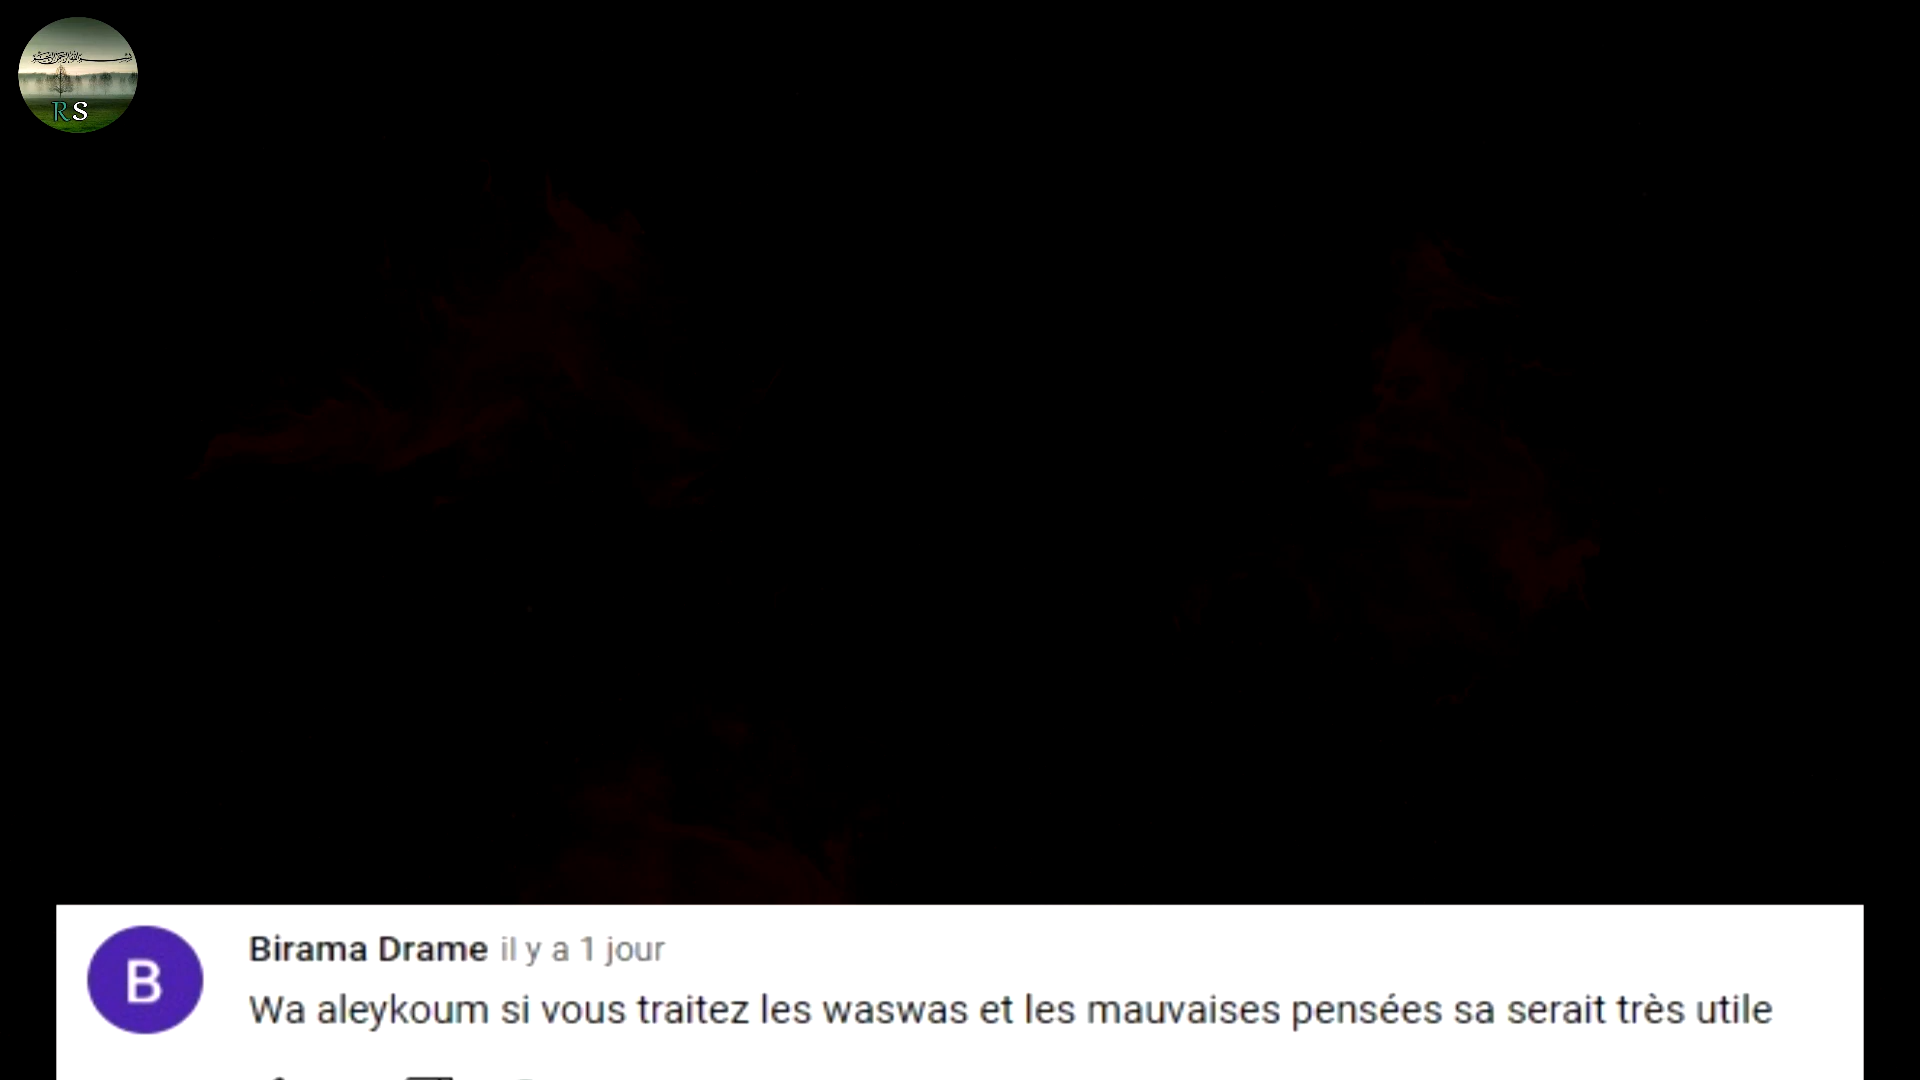 RS
Birama Drame il y a 1 jour
B
Wa aleykoum si vous traitez les waswas et les mauvaises pensées sa serait très utile